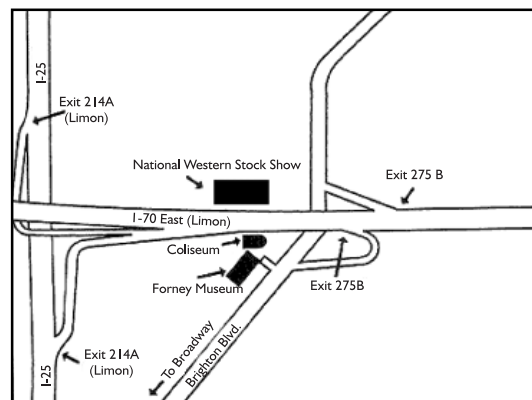 I-25
Exit 214A
(Limon)
National Western Stock Show
Exit 275 B
I-70 East (Limon)
Coliseum
Forney Museum
Exit 275B
Exit 214A
(Limon)
To Broadway
Brighton Blvd.
I-25